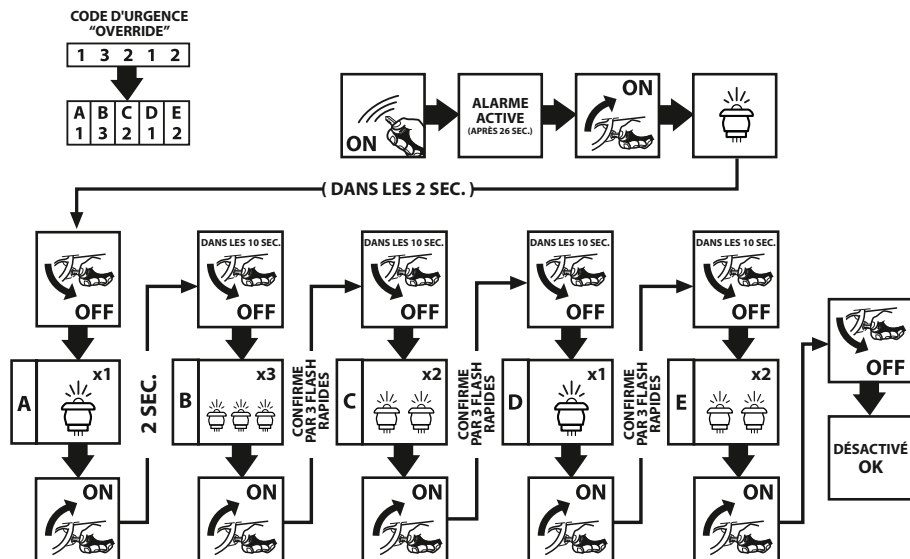 CODE D'URGENCE
“OVERRIDE”
1 3 2 1 2
A B C D E
1 3 2 1 2
ON
ALARME
ACTIVE
(APRÈS 26 SEC.)
ON
( DANS LES 2 SEC. )
OFF
DANS LES 10 SEC.
OFF
DANS LES 10 SEC.
OFF
DANS LES 10 SEC.
OFF
DANS LES 10 SEC.
OFF
OFF
A
x1
2 SEC.
B
x3
CONFIRME
PAR 3 FLASH
RAPIDES
C
x2
CONFIRME
PAR 3 FLASH
RAPIDES
D
x1
CONFIRME
PAR 3 FLASH
RAPIDES
E
x2
DÉSACTIVÉ
OK
ON
ON
ON
ON
ON